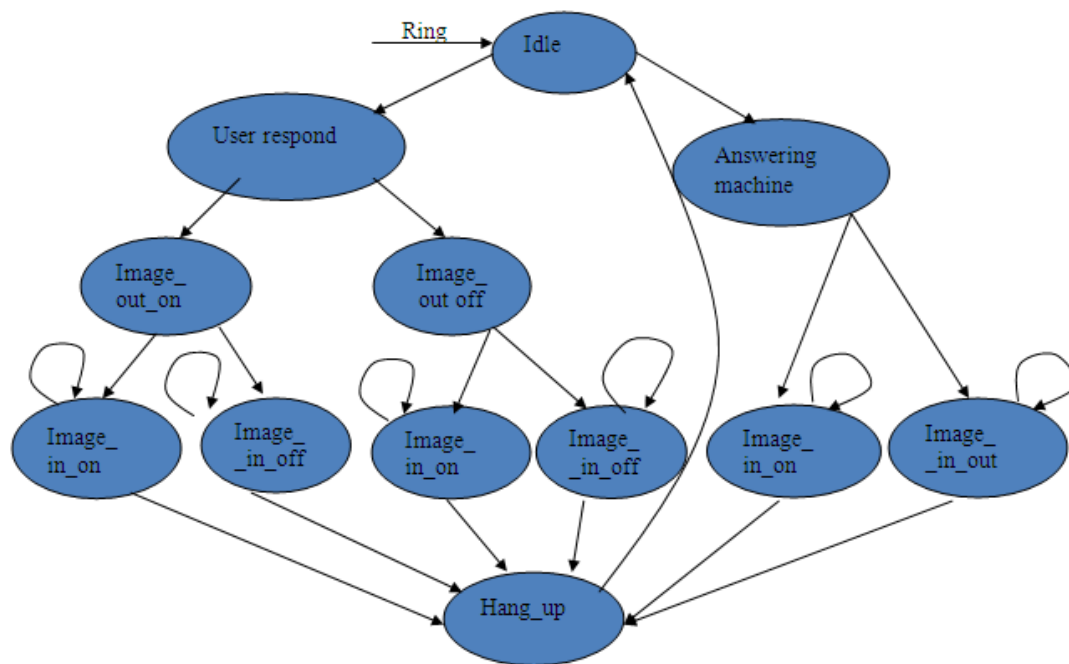 Ring
Idle
User respond
Answering
machine
Image_
out_on
Image_
out off
Image_
in_on
Image_
_in_off
Image_
in_on
Image_
_in_off
Image_
in_on
Image_
_in_out
Hang_up